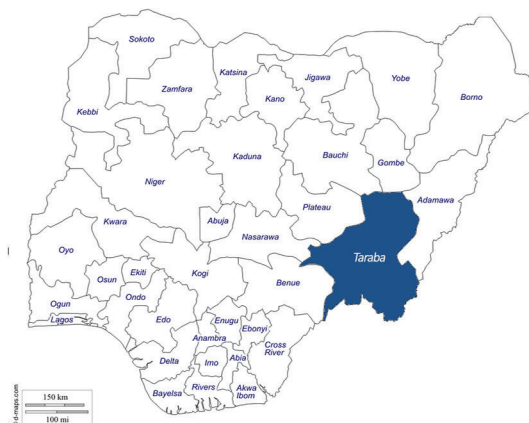 Sokoto
Katsina
Jigawa
Yobe
Borno
Kebbi
Zamfara
Kano
Kaduna
Bauchi
Gombe
Niger
Adamawa
Plateau
Kwara
Abuja
Nasarawa
Taraba
Oyo
Osun
Ekiti
Kogi
Benue
Ogun
Ondo
Lagos
Edo
Enugu
Ebonyi
Anambra
Cross
River
Delta
Imo
Abia
Bayelsa
Rivers
Akwa
Ibom
150 km
100 mi
d-maps.com